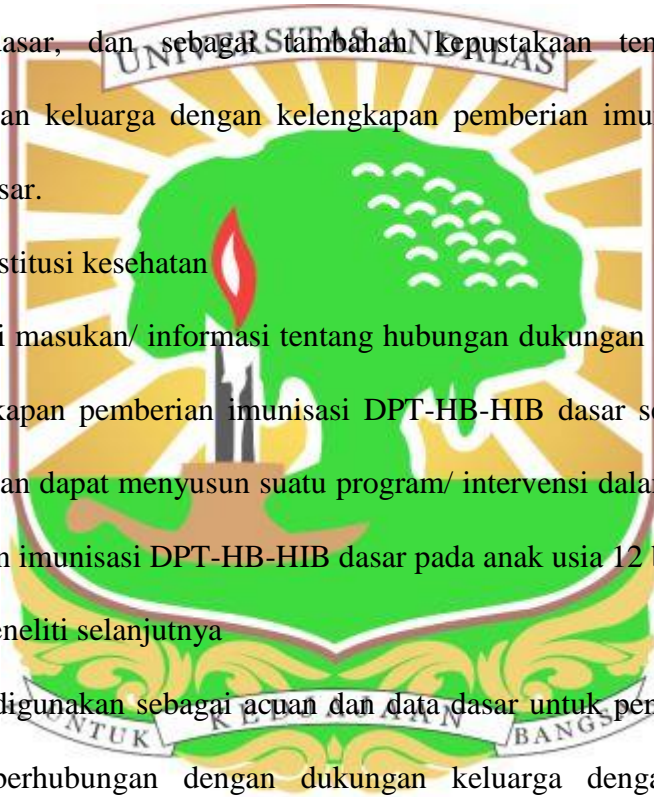 asar, dan sebagai tambahan kepustakaan ten
UNIVERSITAS ANDALAS
an keluarga dengan kelengkapan pemberian imu
sar.
stitusi kesehatan
i masukan/ informasi tentang hubungan dukungan
kapan pemberian imunisasi DPT-HB-HIB dasar s
an dapat menyusun suatu program/ intervensi dalam
n imunisasi DPT-HB-HIB dasar pada anak usia 12 b
eneliti selanjutnya
digunakan sebagai acuan dan data dasar untuk pen
UNTUK KEDJAJAAN BANGSA
berhubungan dengan dukungan keluarga denga